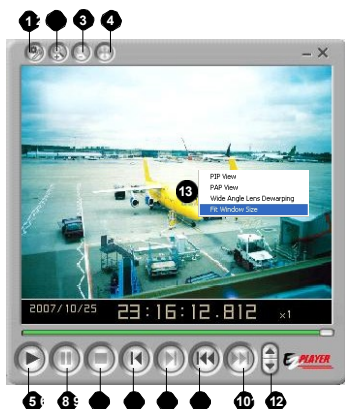 1 2 3 4
13
PIP View
PAP View
Wide Angle Lens Dewarping
Fit Window Size
2007/10/25 23:16:12.812 x1
PLAYER
5 6 8 9 10 12